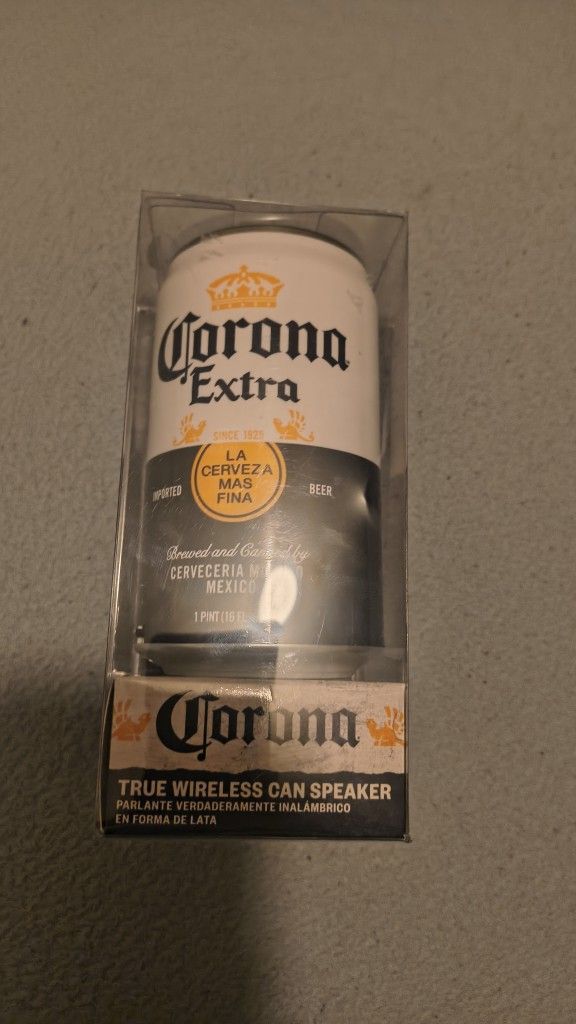 Corona
Extra
SINCE 1925
LA
CERVEZA
MAS
FINA
IMPORTED
BEER
Brewed and Canned by
CERVECERIA
MEXICO
1 PINT (16 FL
Corona
TRUE WIRELESS CAN SPEAKER
PARLANTE VERDADERAMENTE INALÁMBRICO
EN FORMA DE LATA